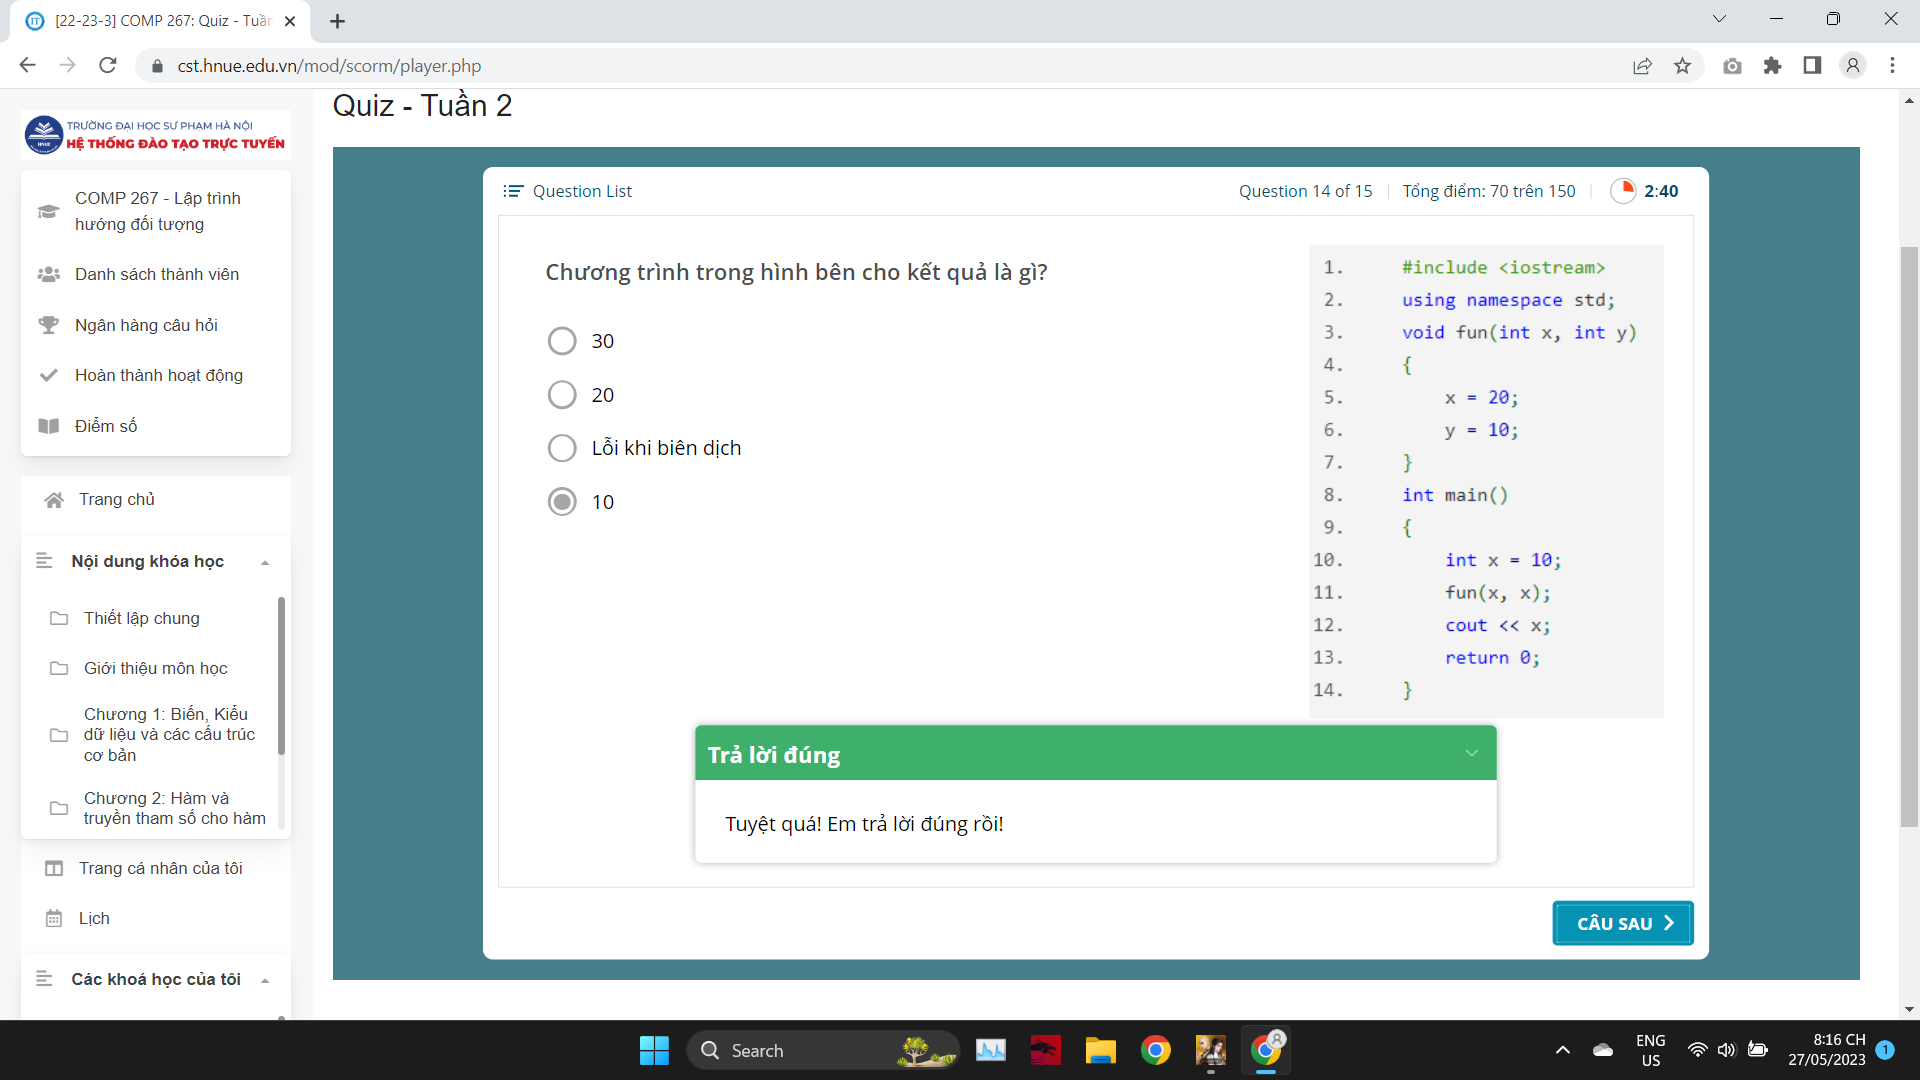 [22-23-3] COMP 267: Quiz - Tuần
cst.hnue.edu.vn/mod/scorm/player.php
TRƯỜNG ĐẠI HỌC SƯ PHẠM HÀ NỘI
HỆ THỐNG ĐÀO TẠO TRỰC TUYẾN
HNUE
COMP 267 - Lập trình
hướng đối tượng
Danh sách thành viên
Ngân hàng câu hỏi
Hoàn thành hoạt động
Điểm số
Trang chủ
Nội dung khóa học
Thiết lập chung
Giới thiệu môn học
Chương 1: Biến, Kiểu
dữ liệu và các cấu trúc
cơ bản
Chương 2: Hàm và
truyền tham số cho hàm
Trang cá nhân của tôi
Lịch
Các khoá học của tôi
Quiz - Tuần 2
Question List
Question 14 of 15
Tổng điểm: 70 trên 150
2:40
Chương trình trong hình bên cho kết quả là gì?
30
20
Lỗi khi biên dịch
10
1. #include <iostream>
2. using namespace std;
3. void fun(int x, int y)
4. {
5. x = 20;
6. y = 10;
7. }
8. int main()
9. {
10. int x = 10;
11. fun(x, x);
12. cout << x;
13. return 0;
14. }
Trả lời đúng
Tuyệt quá! Em trả lời đúng rồi!
CÂU SAU
Search
ENG
US
8:16 CH
27/05/2023
1